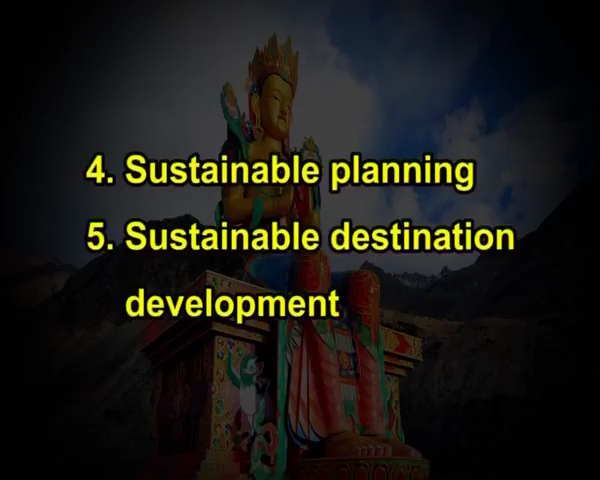 4. Sustainable planning
5. Sustainable destination
development